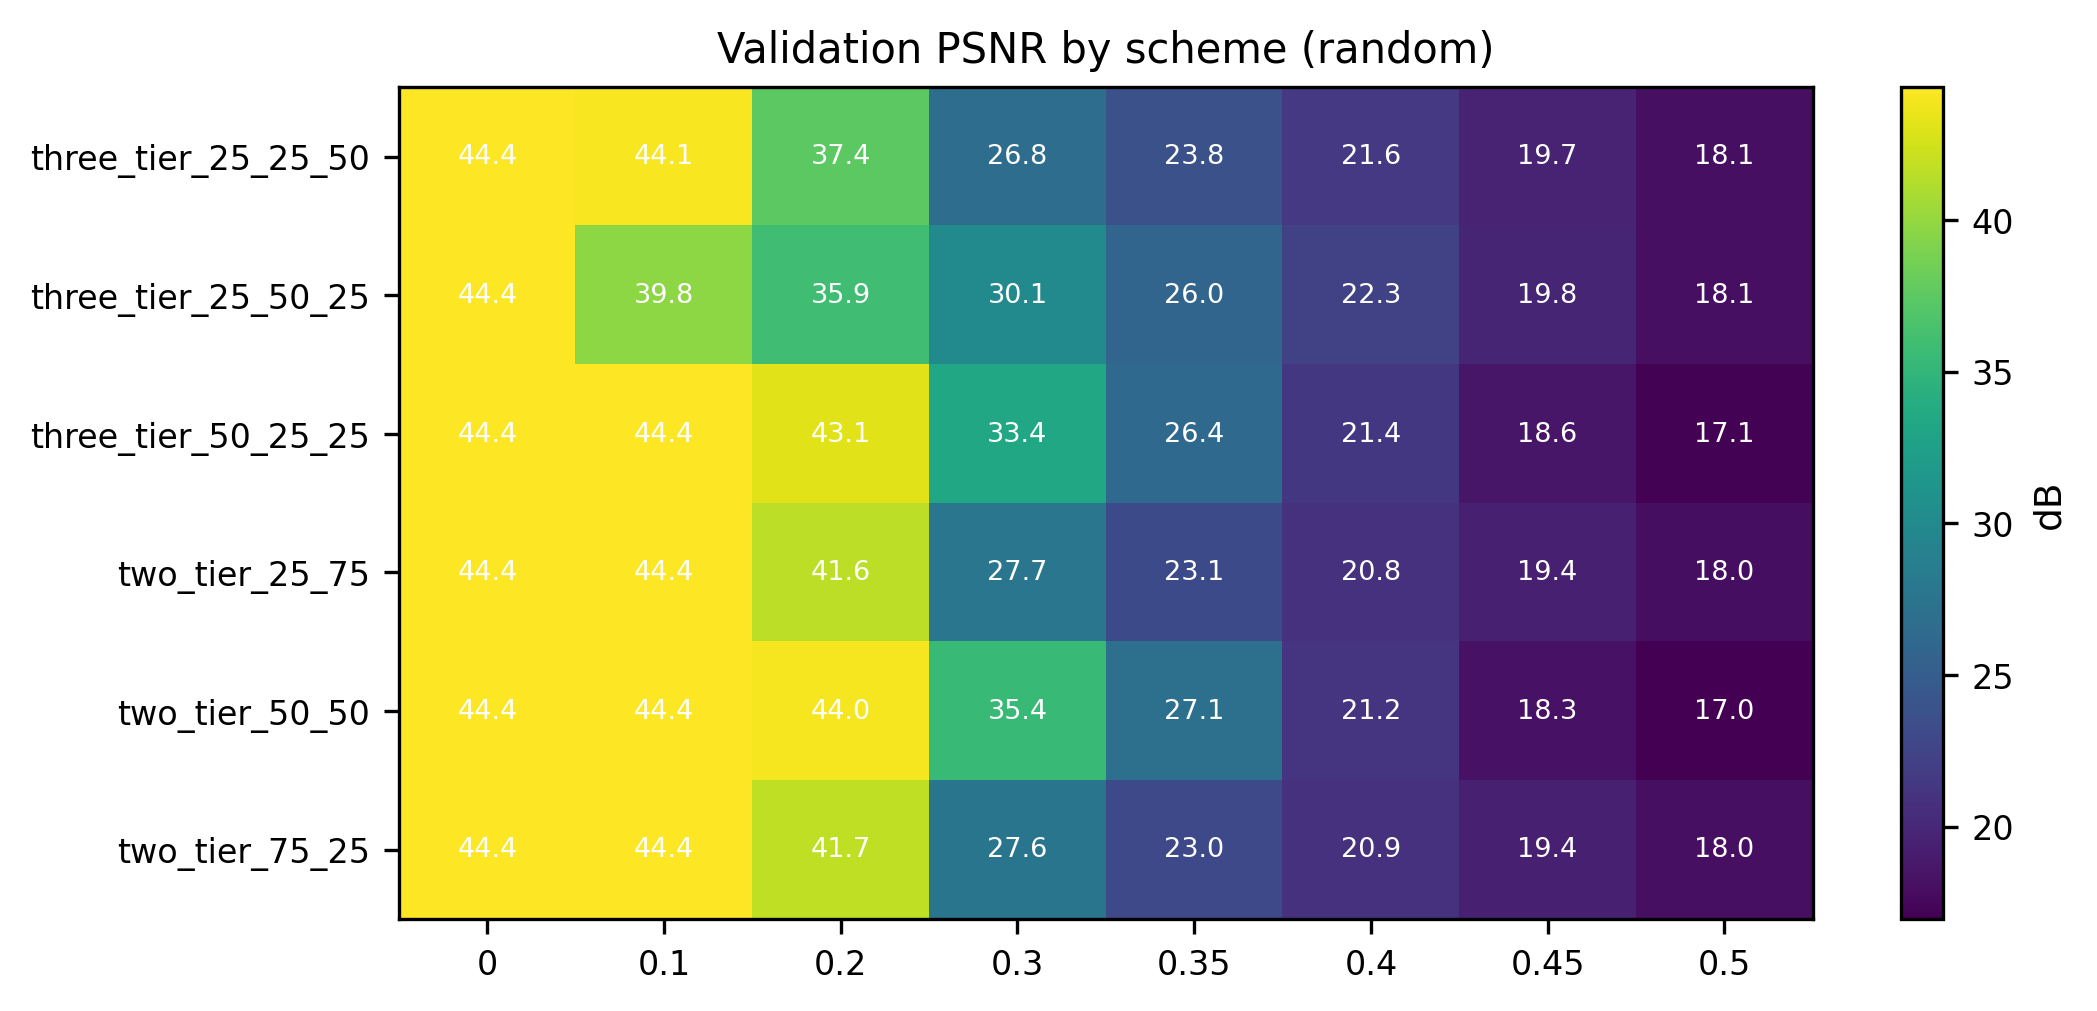 Validation PSNR by scheme (random)
three_tier_25_25_50 44.4 44.1 37.4 26.8 23.8 21.6 19.7 18.1
three_tier_25_50_25 44.4 39.8 35.9 30.1 26.0 22.3 19.8 18.1
three_tier_50_25_25 44.4 44.4 43.1 33.4 26.4 21.4 18.6 17.1
two_tier_25_75 44.4 44.4 41.6 27.7 23.1 20.8 19.4 18.0
two_tier_50_50 44.4 44.4 44.0 35.4 27.1 21.2 18.3 17.0
two_tier_75_25 44.4 44.4 41.7 27.6 23.0 20.9 19.4 18.0
0 0.1 0.2 0.3 0.35 0.4 0.45 0.5
40
35
30
25
20
dB